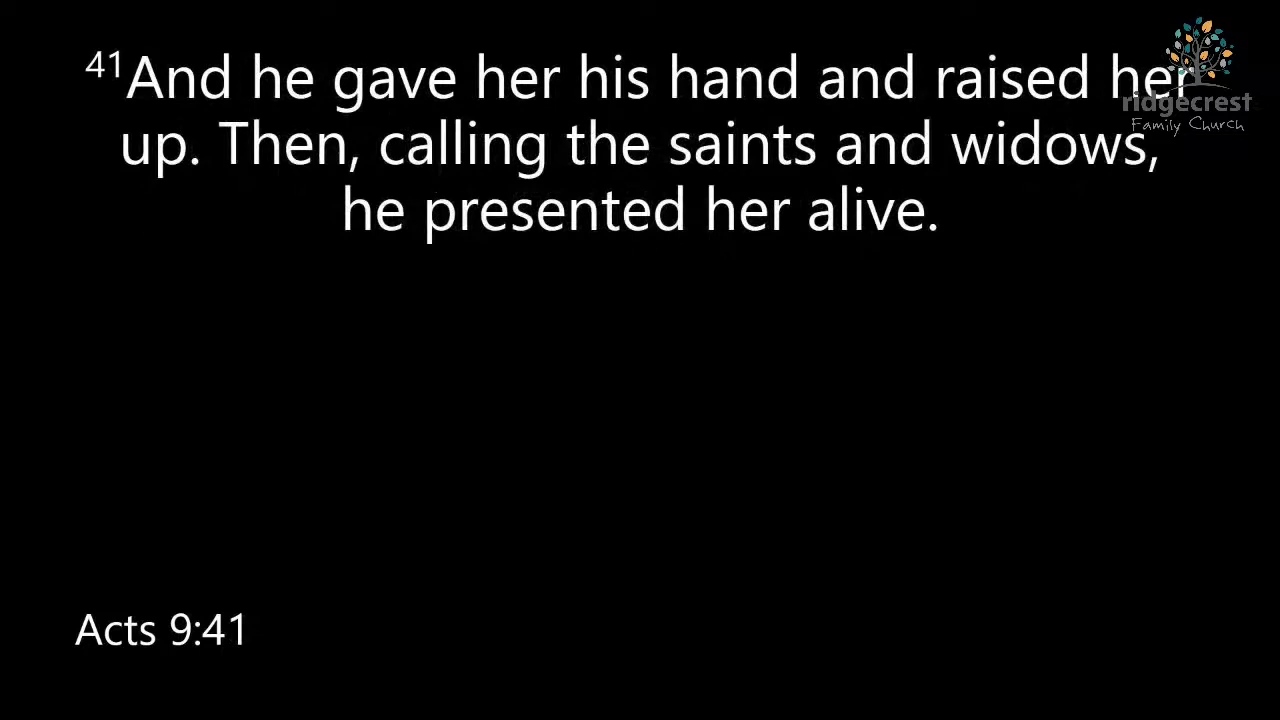 41And he gave her his hand and raised her
up. Then, calling the saints and widows,
he presented her alive.
ridgecrest
Family Church
Acts 9:41